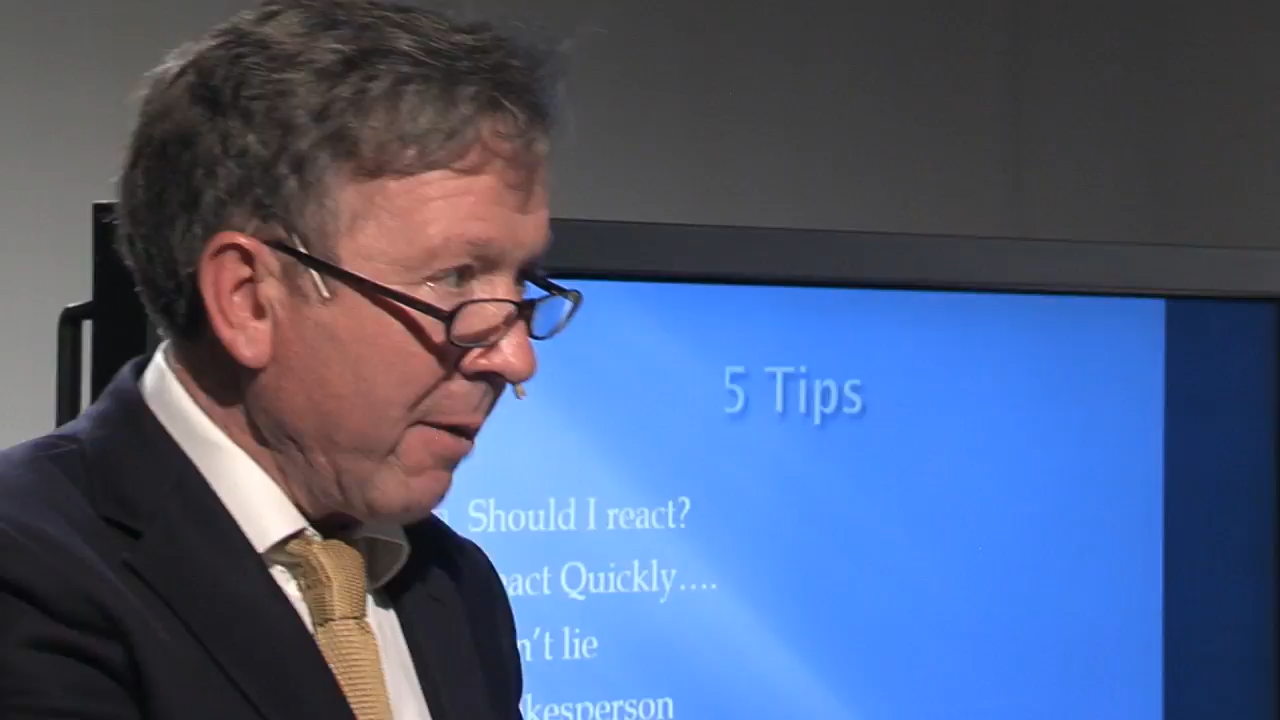 5 Tips
Should I react?
act Quickly....
n't lie
kesperson